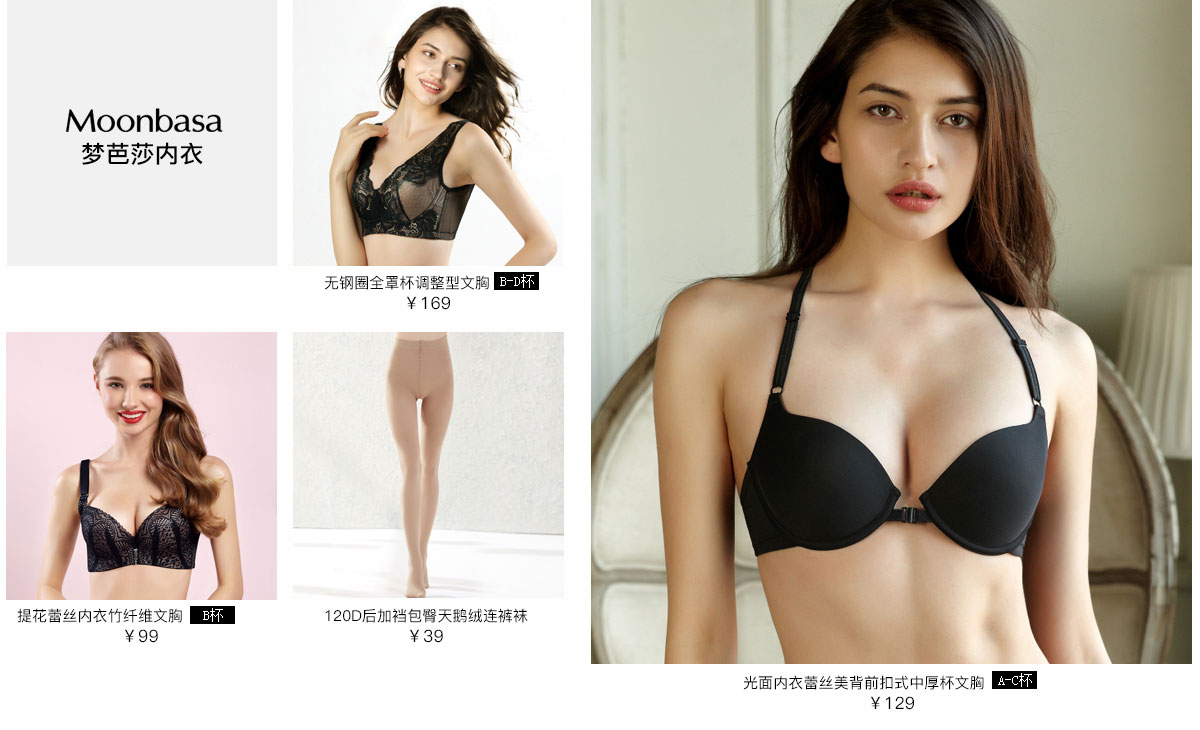 Moonbasa
梦芭莎内衣
无钢圈全罩杯调整型文胸 B-D杯
￥169
提花蕾丝内衣竹纤维文胸 B杯
￥99
120D后加裆包臀天鹅绒连裤袜
￥39
光面内衣蕾丝美背前扣式中厚杯文胸 A-C杯
￥129